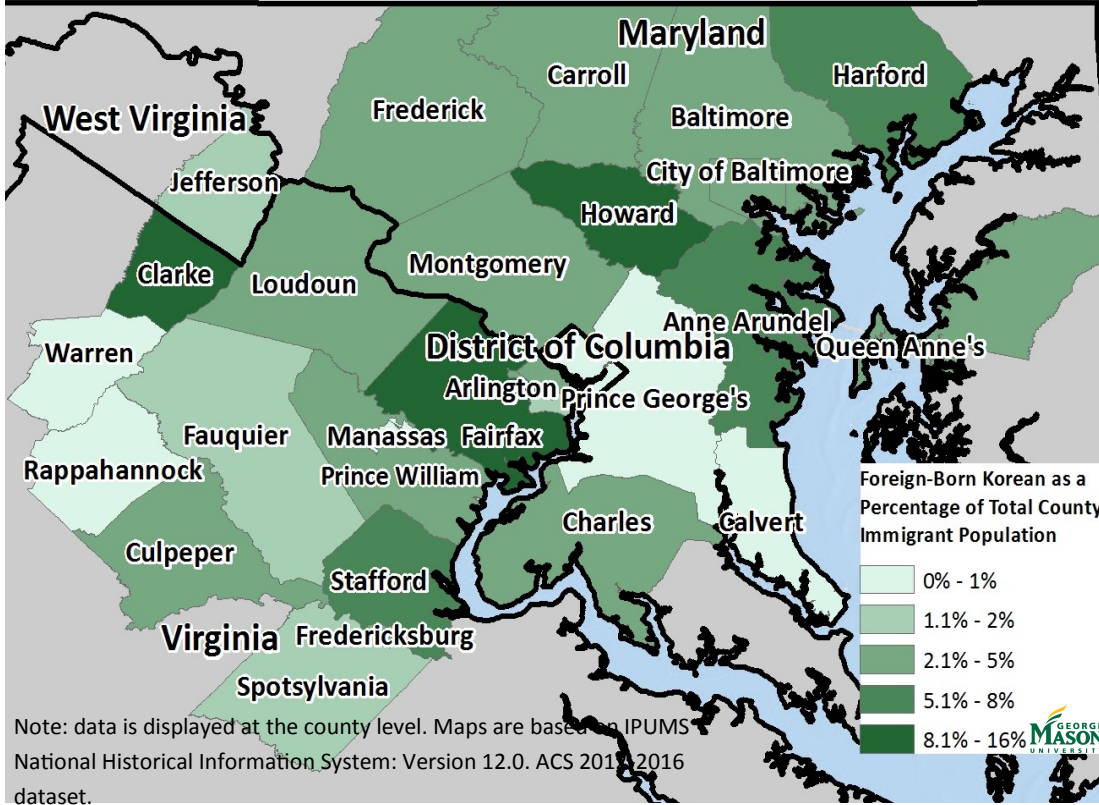 Maryland
Carroll
Harford
Frederick
Baltimore
West Virginia
City of Baltimore
Jefferson
Howard
Clarke
Montgomery
Loudoun
Anne Arundel
District of Columbia
Queen Anne's
Warren
Arlington
Prince George's
Fauquier
Manassas
Fairfax
Rappahannock
Prince William
Charles
Calvert
Culpeper
Stafford
Virginia
Fredericksburg
Spotsylvania
Foreign-Born Korean as a
Percentage of Total County
Immigrant Population
0% - 1%
1.1% - 2%
2.1% - 5%
5.1% - 8%
8.1% - 16%
Note: data is displayed at the county level. Maps are based on IPUMS
National Historical Information System: Version 12.0. ACS 2016
dataset.
GEORGE
MASON
UNIVERSITY